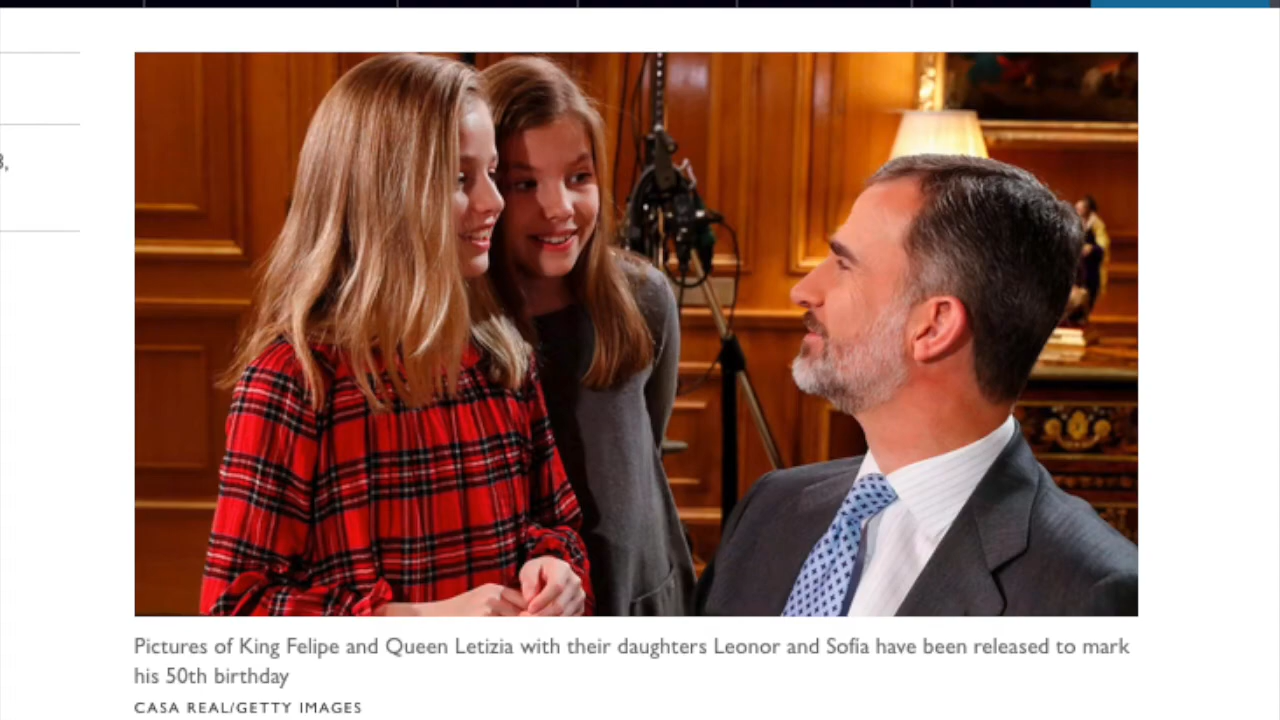 3,
Pictures of King Felipe and Queen Letizia with their daughters Leonor and Sofía have been released to mark
his 50th birthday
CASA REAL/GETTY IMAGES